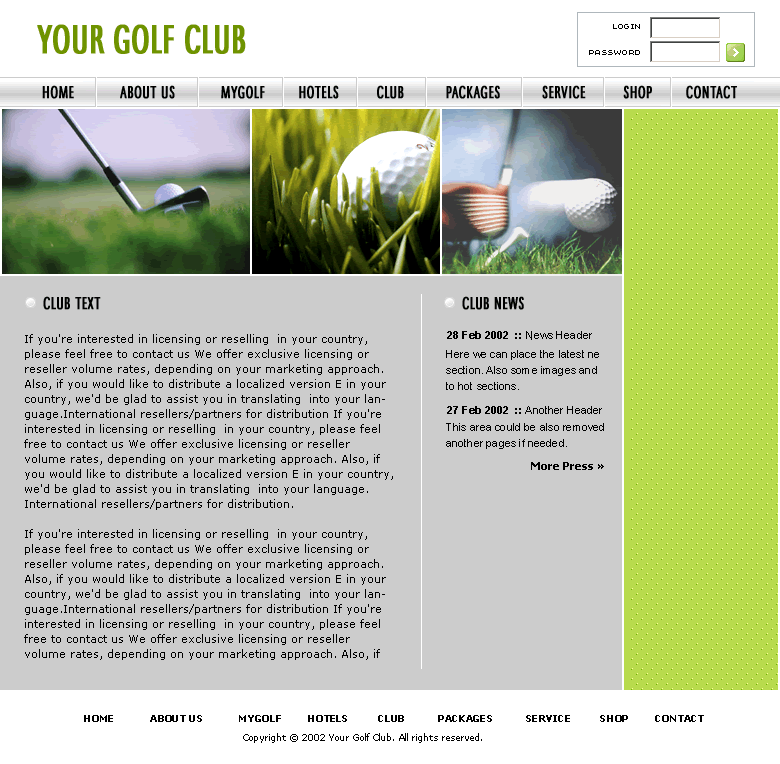 YOUR GOLF CLUB
LOGIN
PASSWORD
HOME ABOUT US MYGOLF HOTELS CLUB PACKAGES SERVICE SHOP CONTACT
CLUB TEXT
If you're interested in licensing or reselling in your country,
please feel free to contact us We offer exclusive licensing or
reseller volume rates, depending on your marketing approach.
Also, if you would like to distribute a localized version E in your
country, we'd be glad to assist you in translating into your lan-
guage.International resellers/partners for distribution If you're
interested in licensing or reselling in your country, please feel
free to contact us We offer exclusive licensing or reseller
volume rates, depending on your marketing approach. Also, if
you would like to distribute a localized version E in your country,
we'd be glad to assist you in translating into your language.
International resellers/partners for distribution.
If you're interested in licensing or reselling in your country,
please feel free to contact us We offer exclusive licensing or
reseller volume rates, depending on your marketing approach.
Also, if you would like to distribute a localized version E in your
country, we'd be glad to assist you in translating into your lan-
guage.International resellers/partners for distribution If you're
interested in licensing or reselling in your country, please feel
free to contact us We offer exclusive licensing or reseller
volume rates, depending on your marketing approach. Also, if
CLUB NEWS
28 Feb 2002 :: News Header
Here we can place the latest ne
section. Also some images and
to hot sections.
27 Feb 2002 :: Another Header
This area could be also removed
another pages if needed.
More Press »
HOME ABOUT US MYGOLF HOTELS CLUB PACKAGES SERVICE SHOP CONTACT
Copyright © 2002 Your Golf Club. All rights reserved.